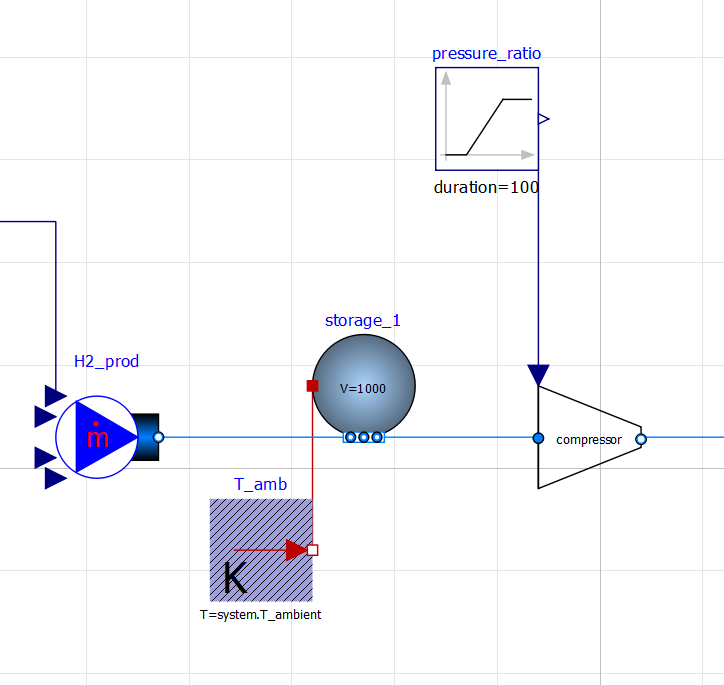 pressure_ratio
duration=100
storage_1
V=1000
H2_prod
ṁ
compressor
T_amb
K
T=system.T_ambient